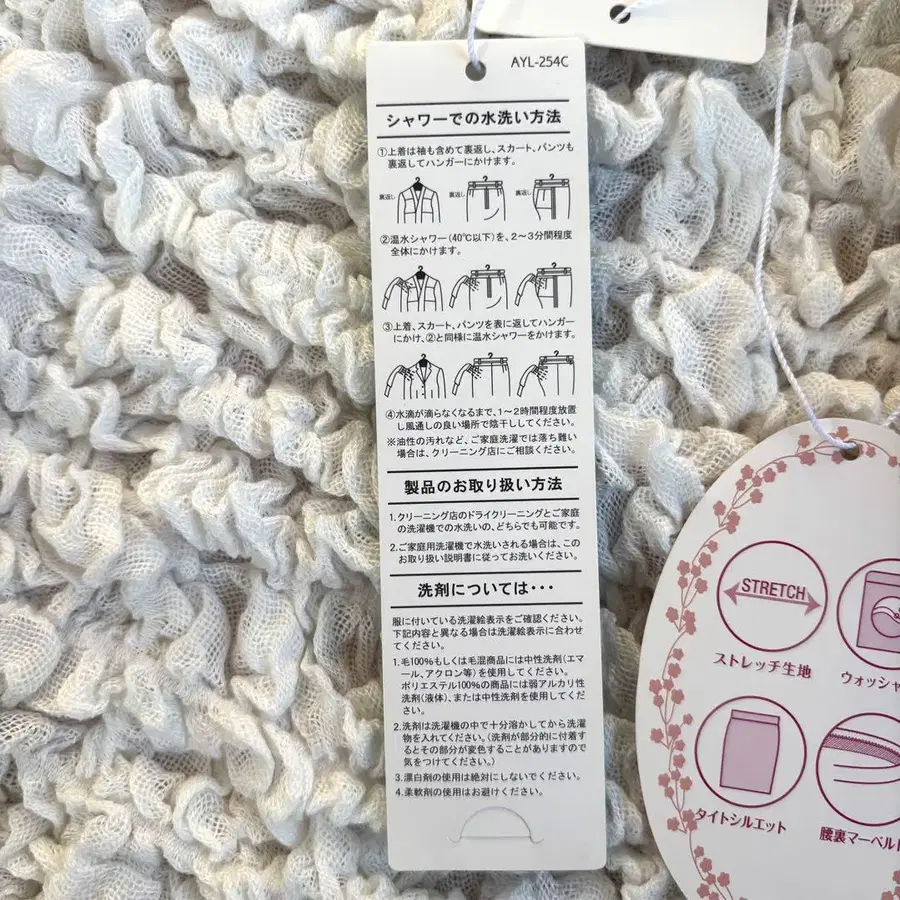 AYL-254C
シャワーでの水洗い方法
①上着は袖も含めて裏返し、スカート、パンツも
裏返してハンガーにかけます。
裏返し 裏返し 裏返し
②温水シャワー(40℃以下)を、2〜3分間程度
全体にかけます。
③上着、スカート、パンツを表に返してハンガー
にかけ、②と同様に温水シャワーをかけます。
④水滴が滴らなくなるまで、1〜2時間程度放置
し風通しの良い場所で陰干ししてください。
※油性の汚れなど、ご家庭洗濯では落ち難い
場合は、クリーニング店にご相談ください。
製品のお取り扱い方法
1.クリーニング店のドライクリーニングとご家庭
の洗濯機での水洗いの、どちらでも可能です。
2.ご家庭用洗濯機で水洗いされる場合は、この
お取り扱い説明書に従ってお洗いください。
洗剤については・・・
服に付いている洗濯絵表示をご確認ください。
下記内容と異なる場合は洗濯絵表示に合わせ
てください。
1.毛100%もしくは毛混商品には中性洗剤(エマ
ール、アクロン等)を使用してください。
ポリエステル100%の商品には弱アルカリ性
洗剤(液体)、または中性洗剤を使用してくだ
さい。
2.洗剤は洗濯機の中で十分溶かしてから洗濯
物を入れてください。(洗剤が部分的に付着す
るとその部分が変色することがありますので
気をつけてください。)
3.漂白剤の使用は絶対にしないでください。
4.柔軟剤の使用はお避けください。
STRETCH
ストレッチ生地
ウォッシャ
タイトシルエット
腰裏マーベル